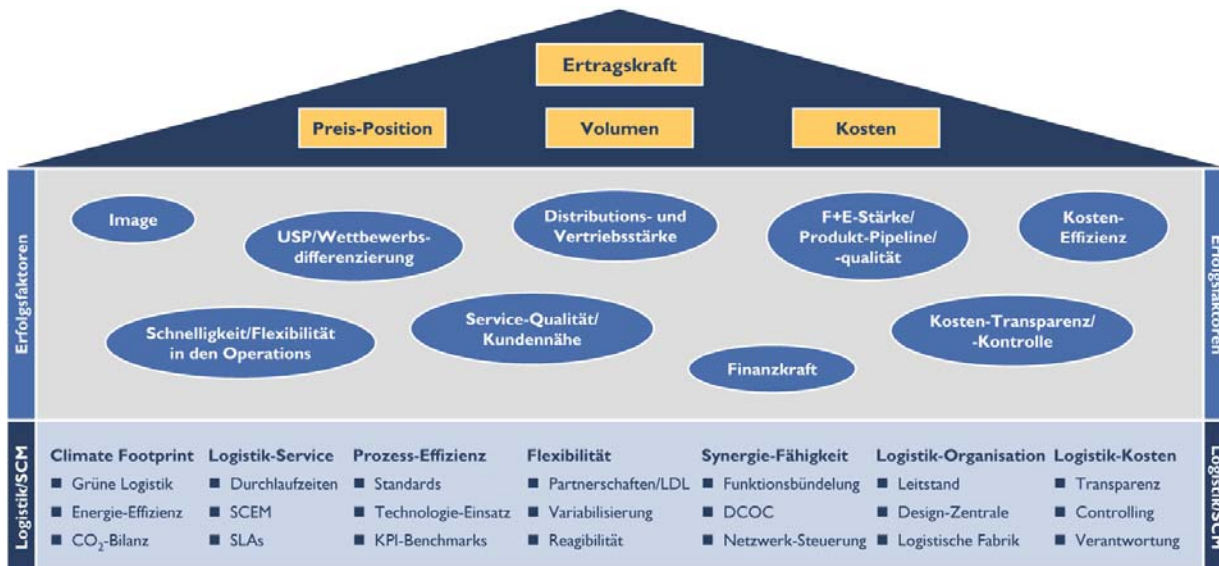 Ertragskraft
Preis-Position
Volumen
Kosten
Erfolgsfaktoren
Image
USP/Wettbewerbs-
differenzierung
Distributions- und
Vertriebsstärke
F+E-Stärke/
Produkt-Pipeline/
-qualität
Kosten-
Effizienz
Schnelligkeit/Flexibilität
in den Operations
Service-Qualität/
Kundennähe
Finanzkraft
Kosten-Transparenz/
-Kontrolle
Erfolgsfaktoren
Logistik/SCM
Climate Footprint
■ Grüne Logistik
■ Energie-Effizienz
■ CO₂-Bilanz
Logistik-Service
■ Durchlaufzeiten
■ SCEM
■ SLAs
Prozess-Effizienz
■ Standards
■ Technologie-Einsatz
■ KPI-Benchmarks
Flexibilität
■ Partnerschaften/LDL
■ Variabilisierung
■ Reagibilität
Synergie-Fähigkeit
■ Funktionsbündelung
■ DCOC
■ Netzwerk-Steuerung
Logistik-Organisation
■ Leitstand
■ Design-Zentrale
■ Logistische Fabrik
Logistik-Kosten
■ Transparenz
■ Controlling
■ Verantwortung
Logistik/SCM